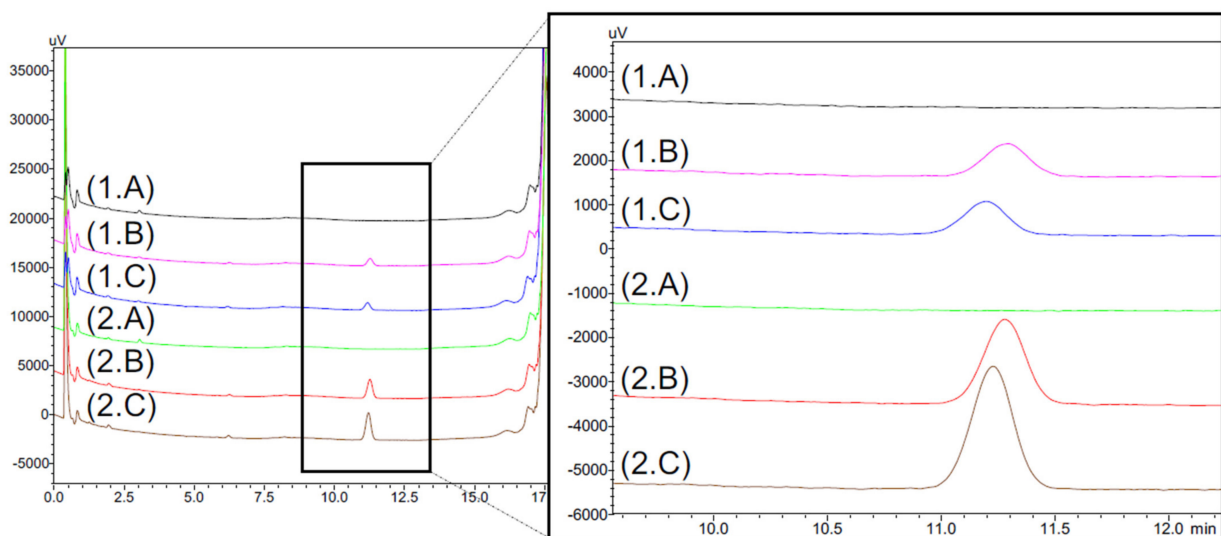 uV
35000
30000
25000
20000
15000
10000
5000
0
-5000
(1.A)
(1.B)
(1.C)
(2.A)
(2.B)
(2.C)
0.0 2.5 5.0 7.5 10.0 12.5 15.0 17
uV
4000
3000
2000
1000
0
-1000
-2000
-3000
-4000
-5000
-6000
(1.A)
(1.B)
(1.C)
(2.A)
(2.B)
(2.C)
10.0 10.5 11.0 11.5 12.0 min